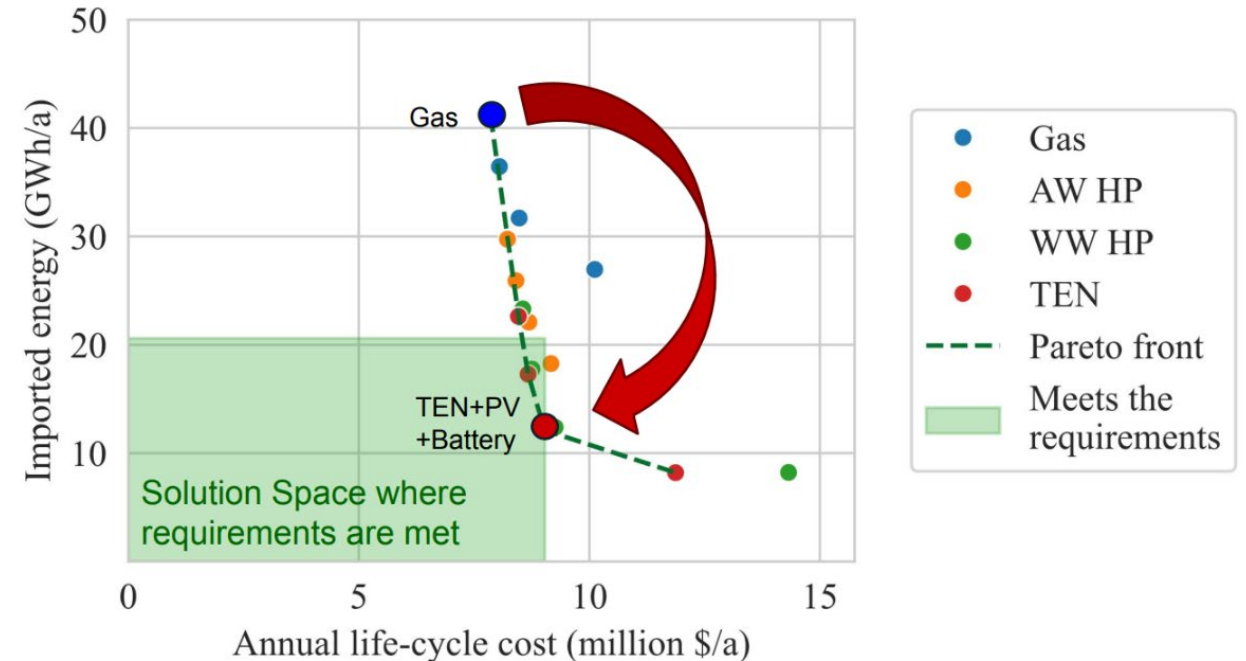 50
40
30
20
10
0
5
10
15
Imported energy (GWh/a)
Annual life-cycle cost (million $/a)
Gas
TEN+PV
+Battery
Solution Space where
requirements are met
Gas
AW HP
WW HP
TEN
Pareto front
Meets the
requirements